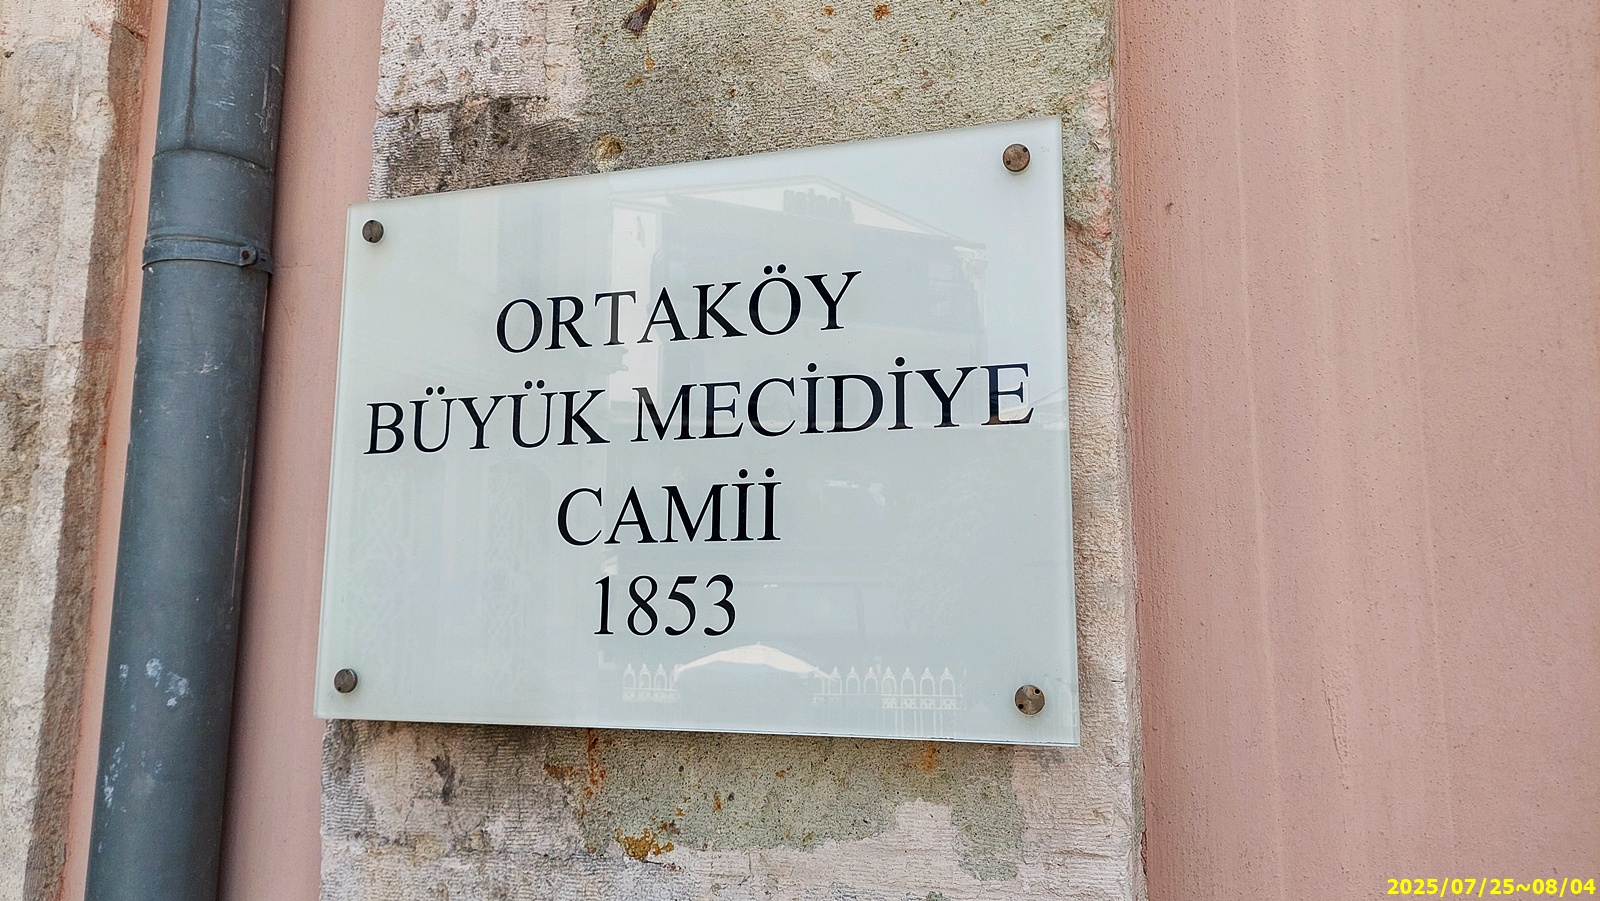 ORTAKÖY
BÜYÜK MECİDİYE
CAMİİ
1853
2025/07/25~08/04